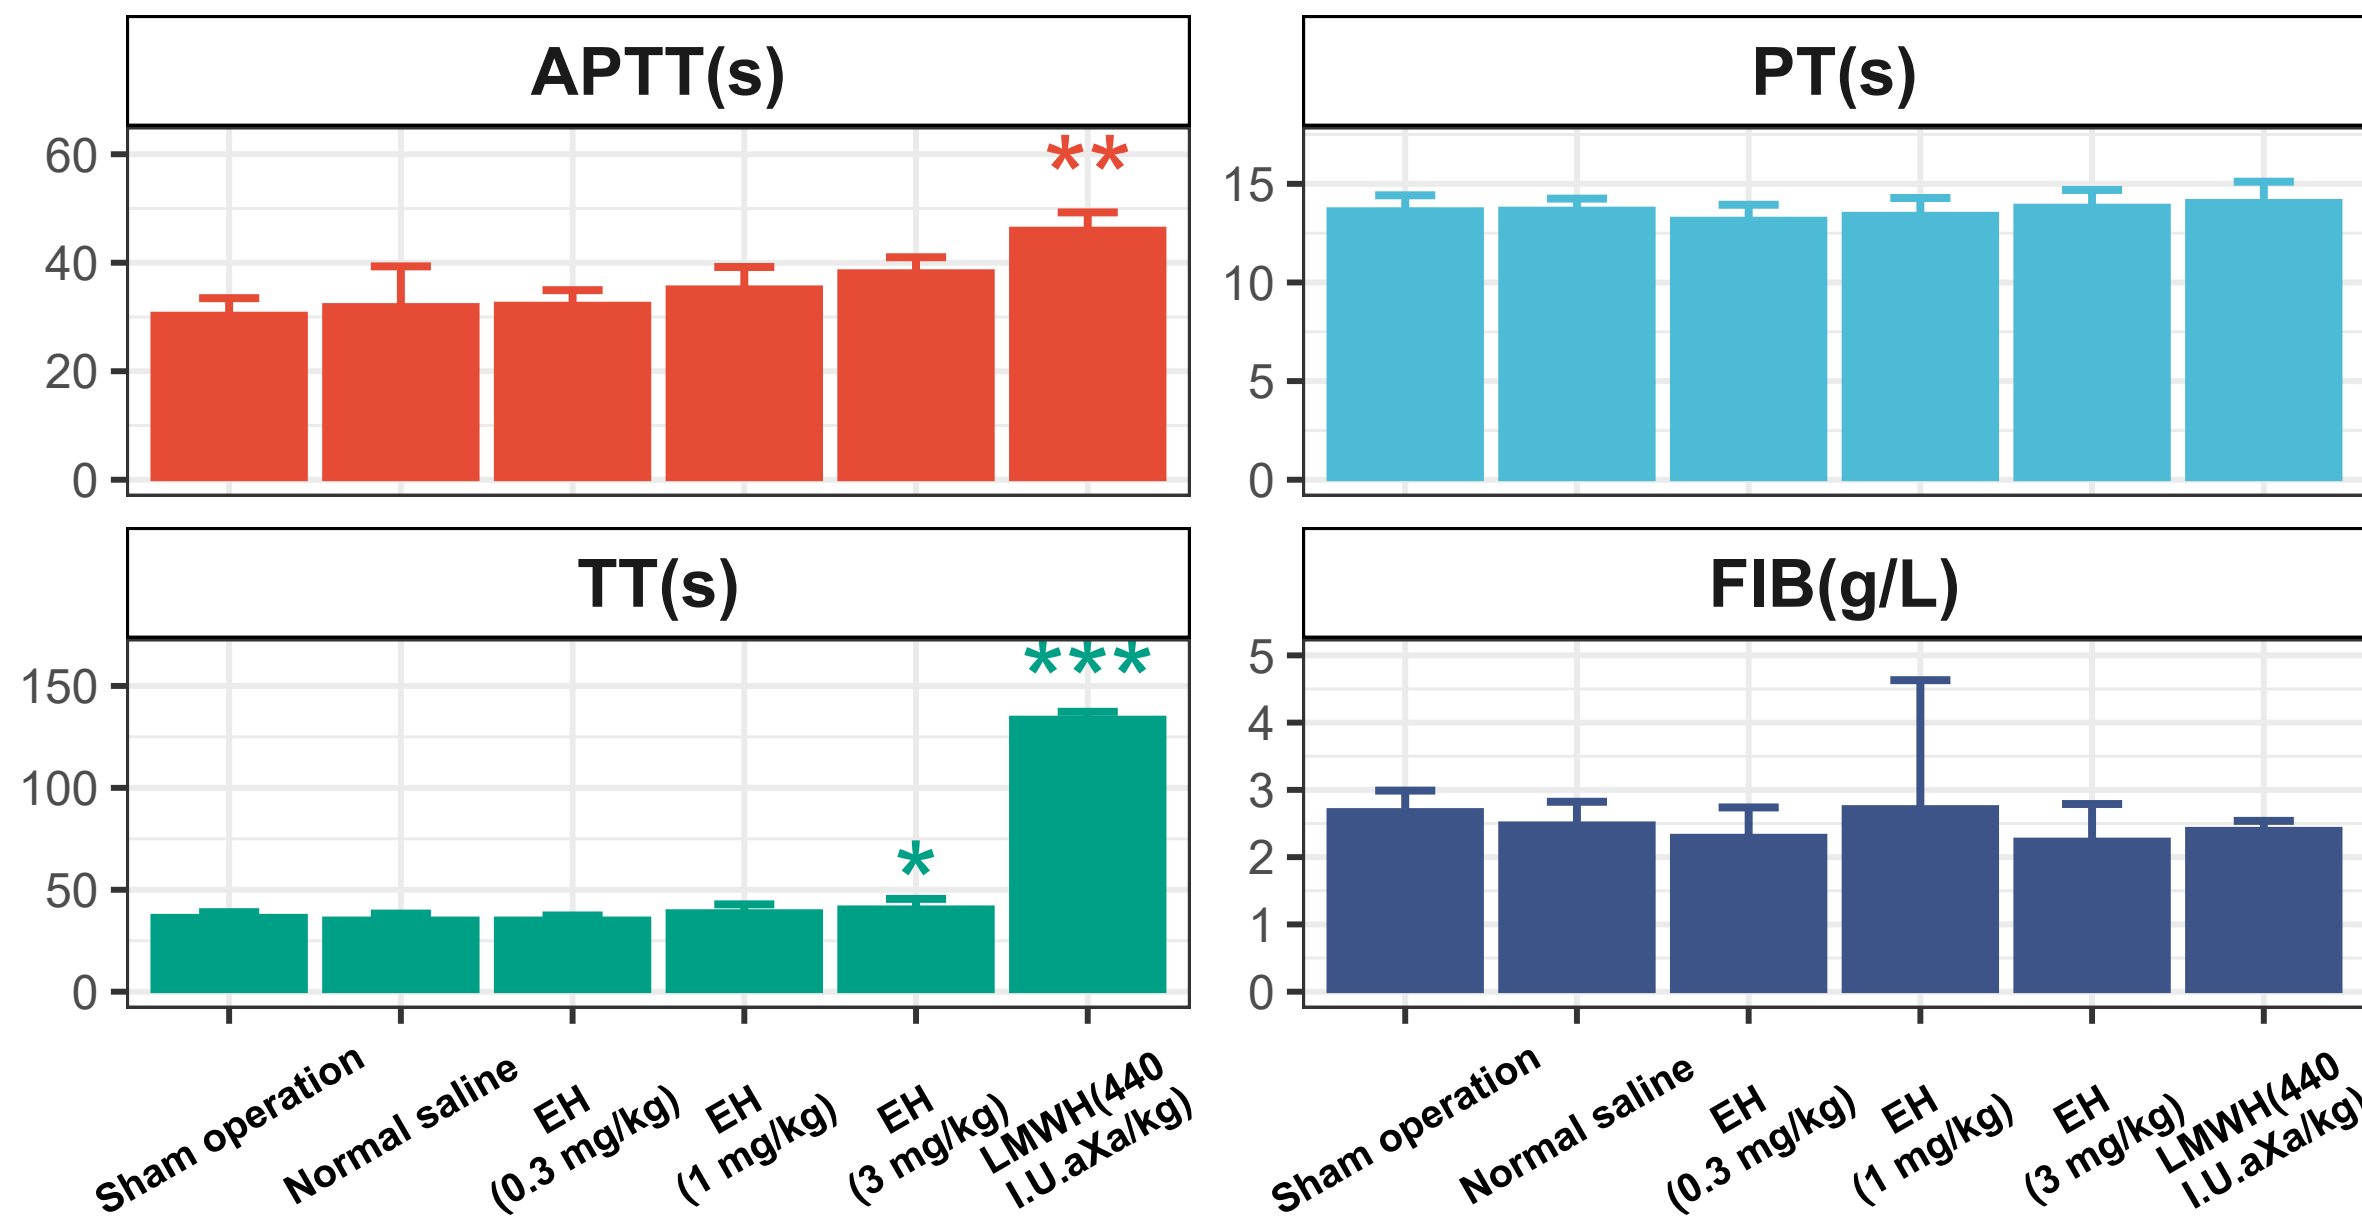 APTT(s)
PT(s)
60
40
20
0
**
15
10
5
0
TT(s)
FIB(g/L)
150
100
50
0
*
***
5
4
3
2
1
0
Sham operation
Normal saline
EH
(0.3 mg/kg)
EH
(1 mg/kg)
EH
(3 mg/kg)
LMWH(440
I.U.aXa/kg)
Sham operation
Normal saline
EH
(0.3 mg/kg)
EH
(1 mg/kg)
EH
(3 mg/kg)
LMWH(440
I.U.aXa/kg)